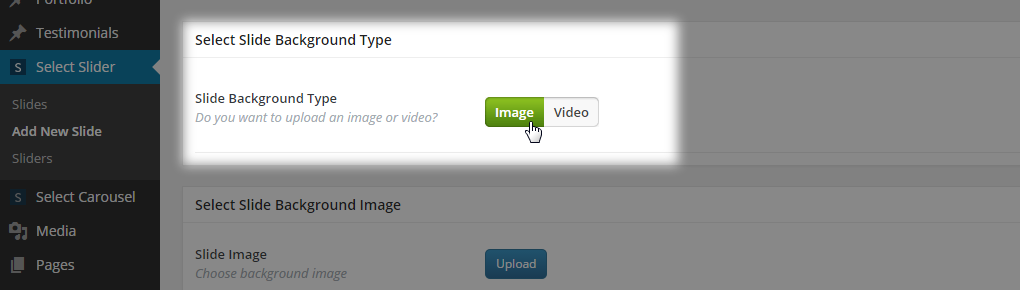 Portfolio
Testimonials
S Select Slider
Slides
Add New Slide
Sliders
S Select Carousel
Media
Pages
Select Slide Background Type
Slide Background Type
Do you want to upload an image or video?
Image Video
Select Slide Background Image
Slide Image
Choose background image
Upload